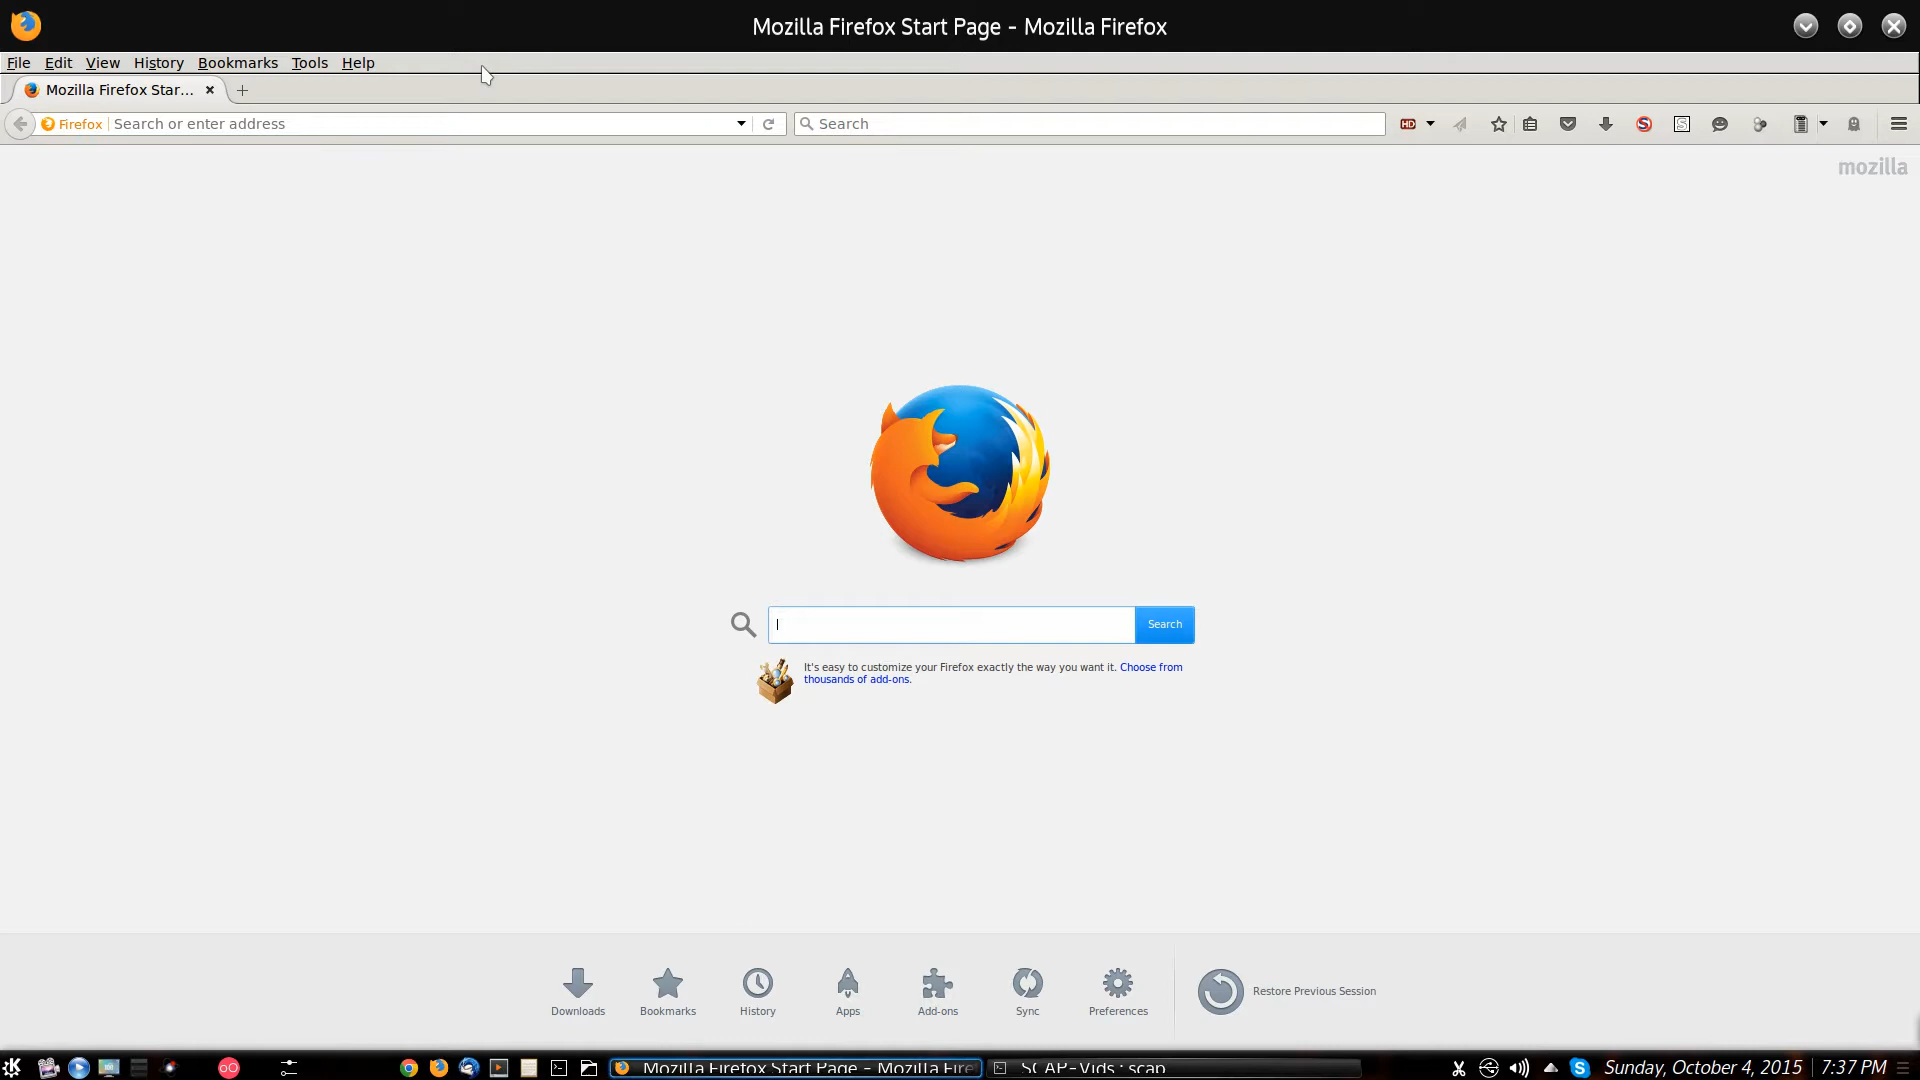 Mozilla Firefox Start Page - Mozilla Firefox
File Edit View History Bookmarks Tools Help
Mozilla Firefox Star...
Firefox Search or enter address Search HD S S
mozilla
Search
It's easy to customize your Firefox exactly the way you want it. Choose from
thousands of add-ons.
Downloads Bookmarks History Apps Add-ons Sync Preferences Restore Previous Session
Mozilla Firefox Start Page - Mozilla Fire SCAP-Vids : scap Sunday, October 4, 2015 7:37 PM